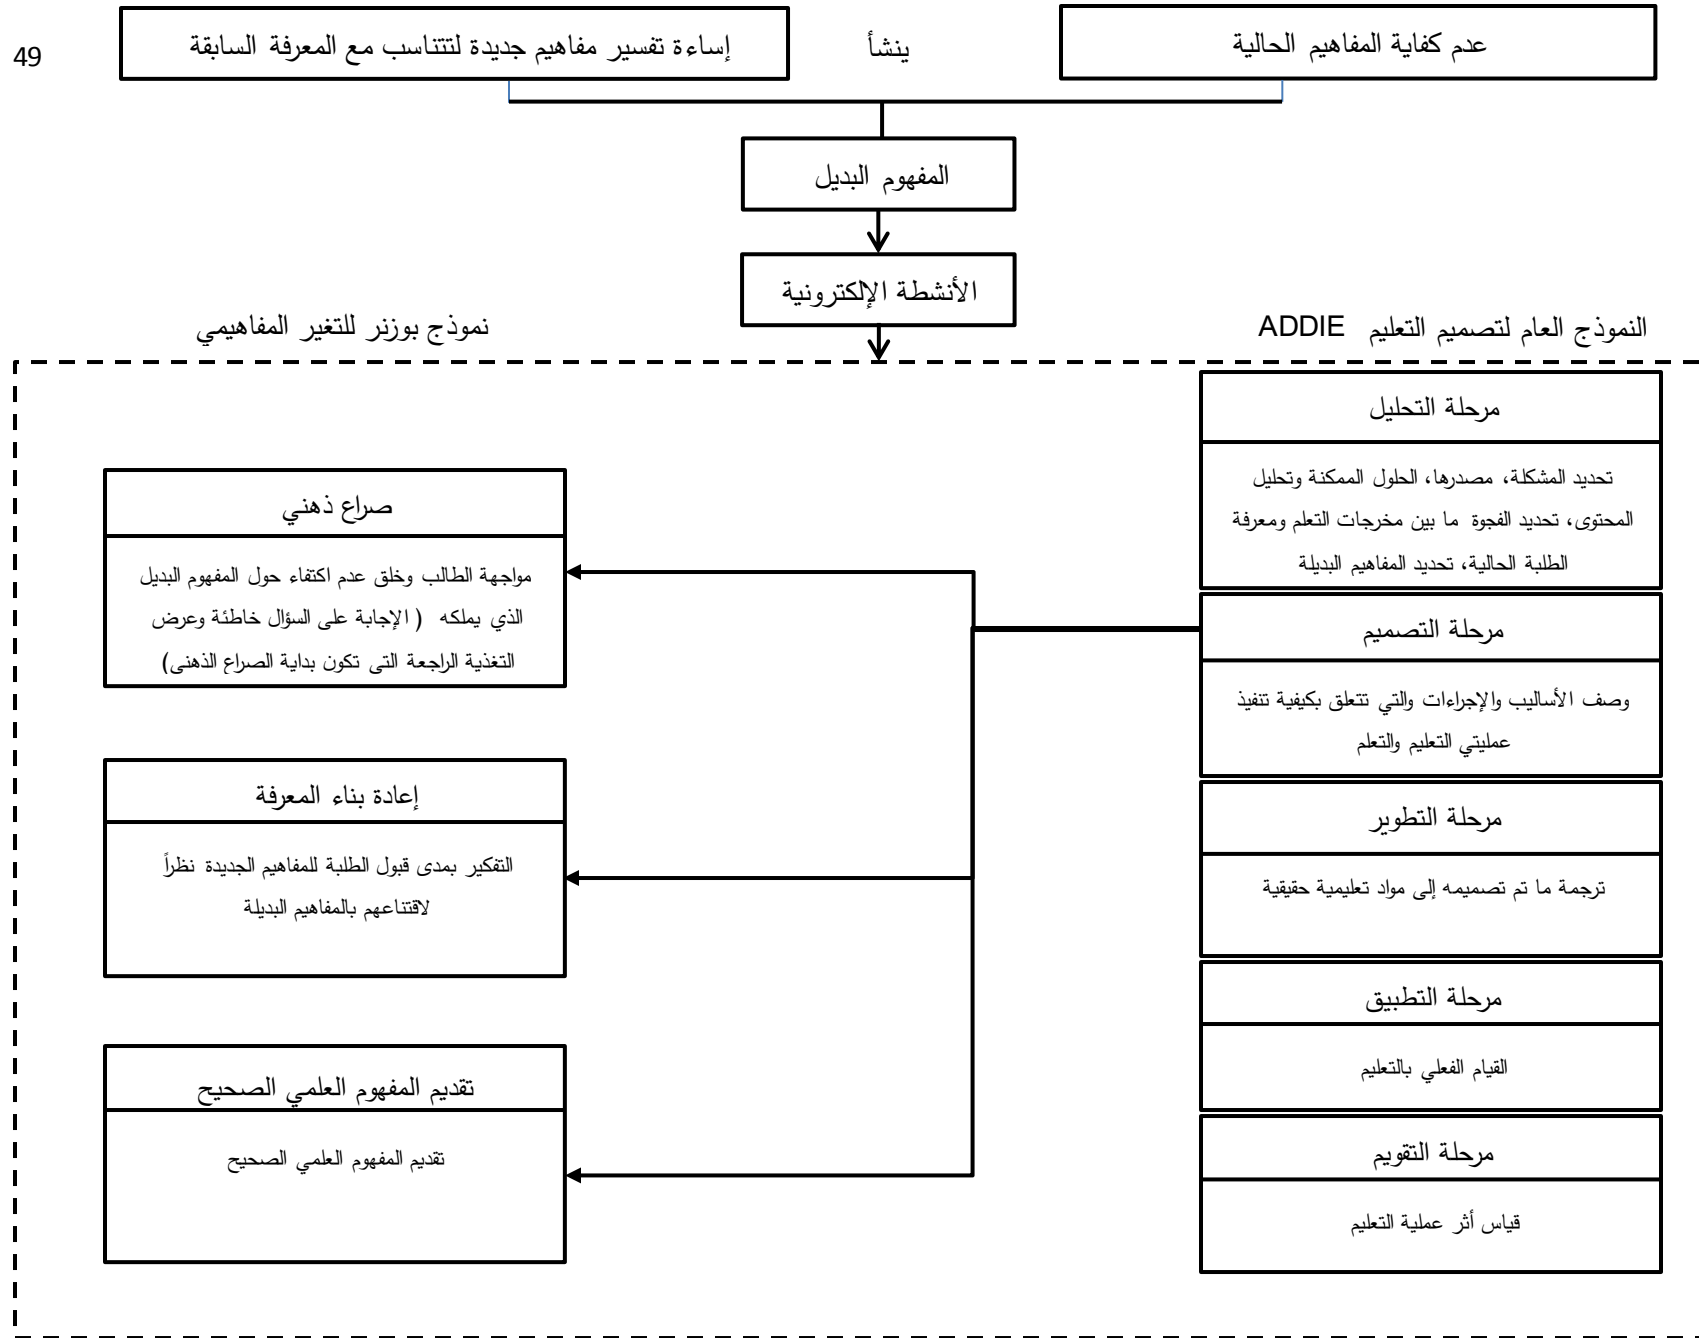 49
عدم كفاية المفاهيم الحالية
ينشأ
إساءة تفسير مفاهيم جديدة لتتناسب مع المعرفة السابقة
المفهوم البديل
الأنشطة الإلكترونية
النموذج العام لتصميم التعليم ADDIE
نموذج بوزنر للتغير المفاهيمي
مرحلة التحليل
تحديد المشكلة، مصدرها، الحلول الممكنة وتحليل
المحتوى، تحديد الفجوة ما بين مخرجات التعلم ومعرفة
الطلبة الحالية، تحديد المفاهيم البديلة
مرحلة التصميم
وصف الأساليب والإجراءات والتي تتعلق بكيفية تنفيذ
عمليتي التعليم والتعلم
مرحلة التطوير
ترجمة ما تم تصميمه إلى مواد تعليمية حقيقية
مرحلة التطبيق
القيام الفعلي بالتعليم
مرحلة التقويم
قياس أثر عملية التعليم
صراع ذهني
مواجهة الطالب وخلق عدم اكتفاء حول المفهوم البديل
الذي يملكه ( الإجابة على السؤال خاطئة وعرض
التغذية الراجعة التي تكون بداية الصراع الذهني)
إعادة بناء المعرفة
التفكير بمدى قبول الطلبة للمفاهيم الجديدة نظراً
لاقتناعهم بالمفاهيم البديلة
تقديم المفهوم العلمي الصحيح
تقديم المفهوم العلمي الصحيح